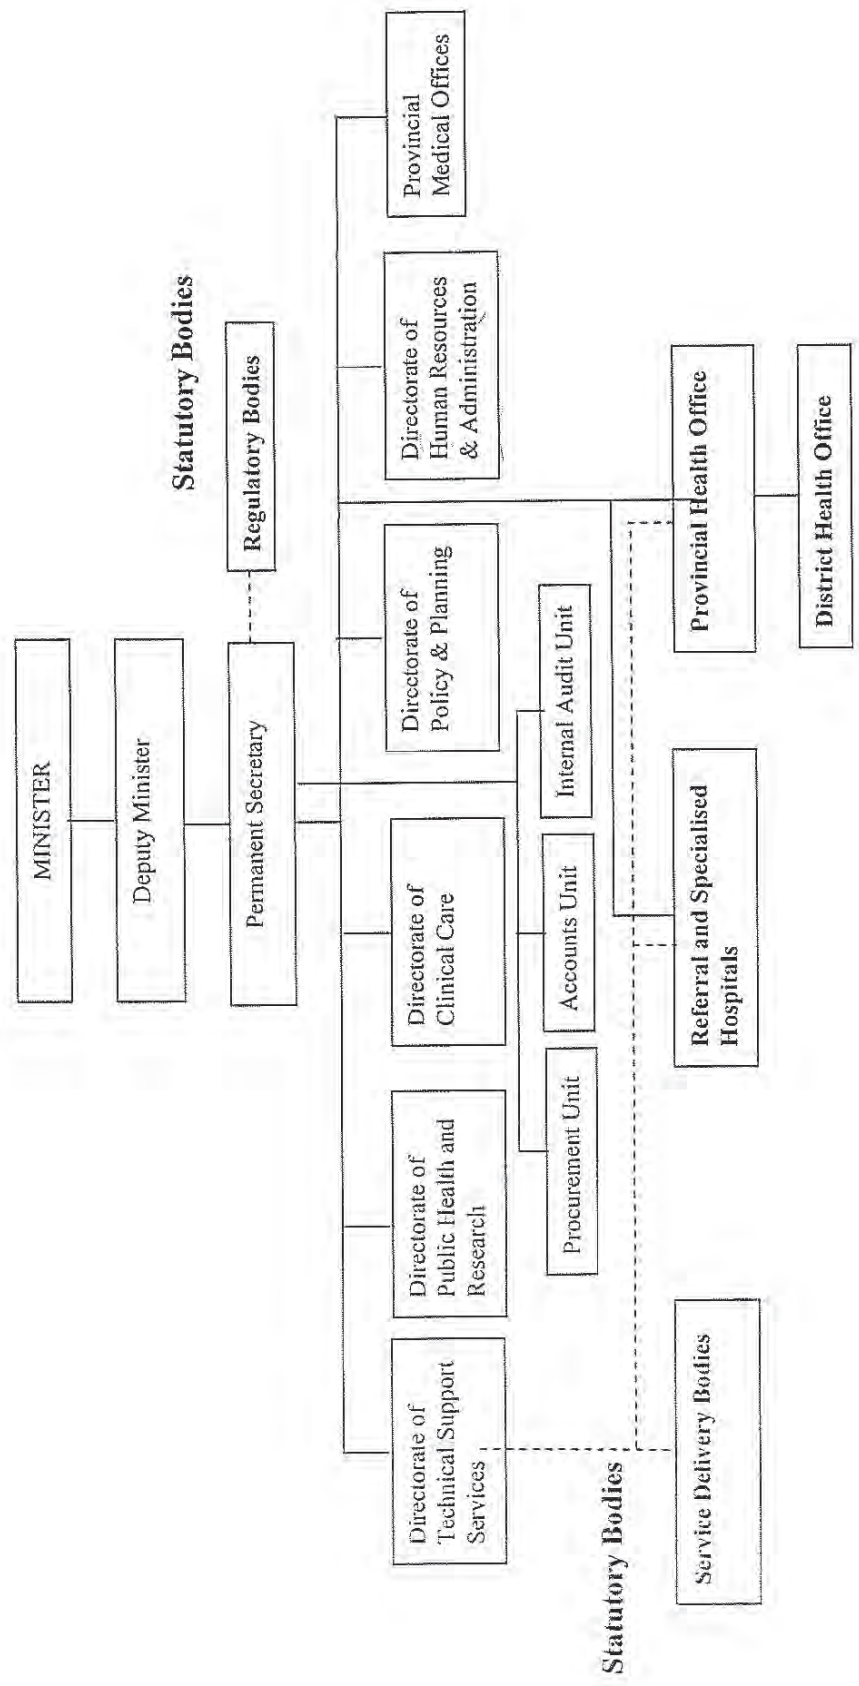 MINISTER
Deputy Minister
Permanent Secretary
Statutory Bodies
Regulatory Bodies
Directorate of
Technical Support
Services
Directorate of
Public Health and
Research
Directorate of
Clinical Care
Directorate of
Policy & Planning
Directorate of
Human Resources
& Administration
Provincial
Medical Offices
Procurement Unit
Accounts Unit
Internal Audit Unit
Statutory Bodies
Service Delivery Bodies
Referral and Specialised
Hospitals
Provincial Health Office
District Health Office